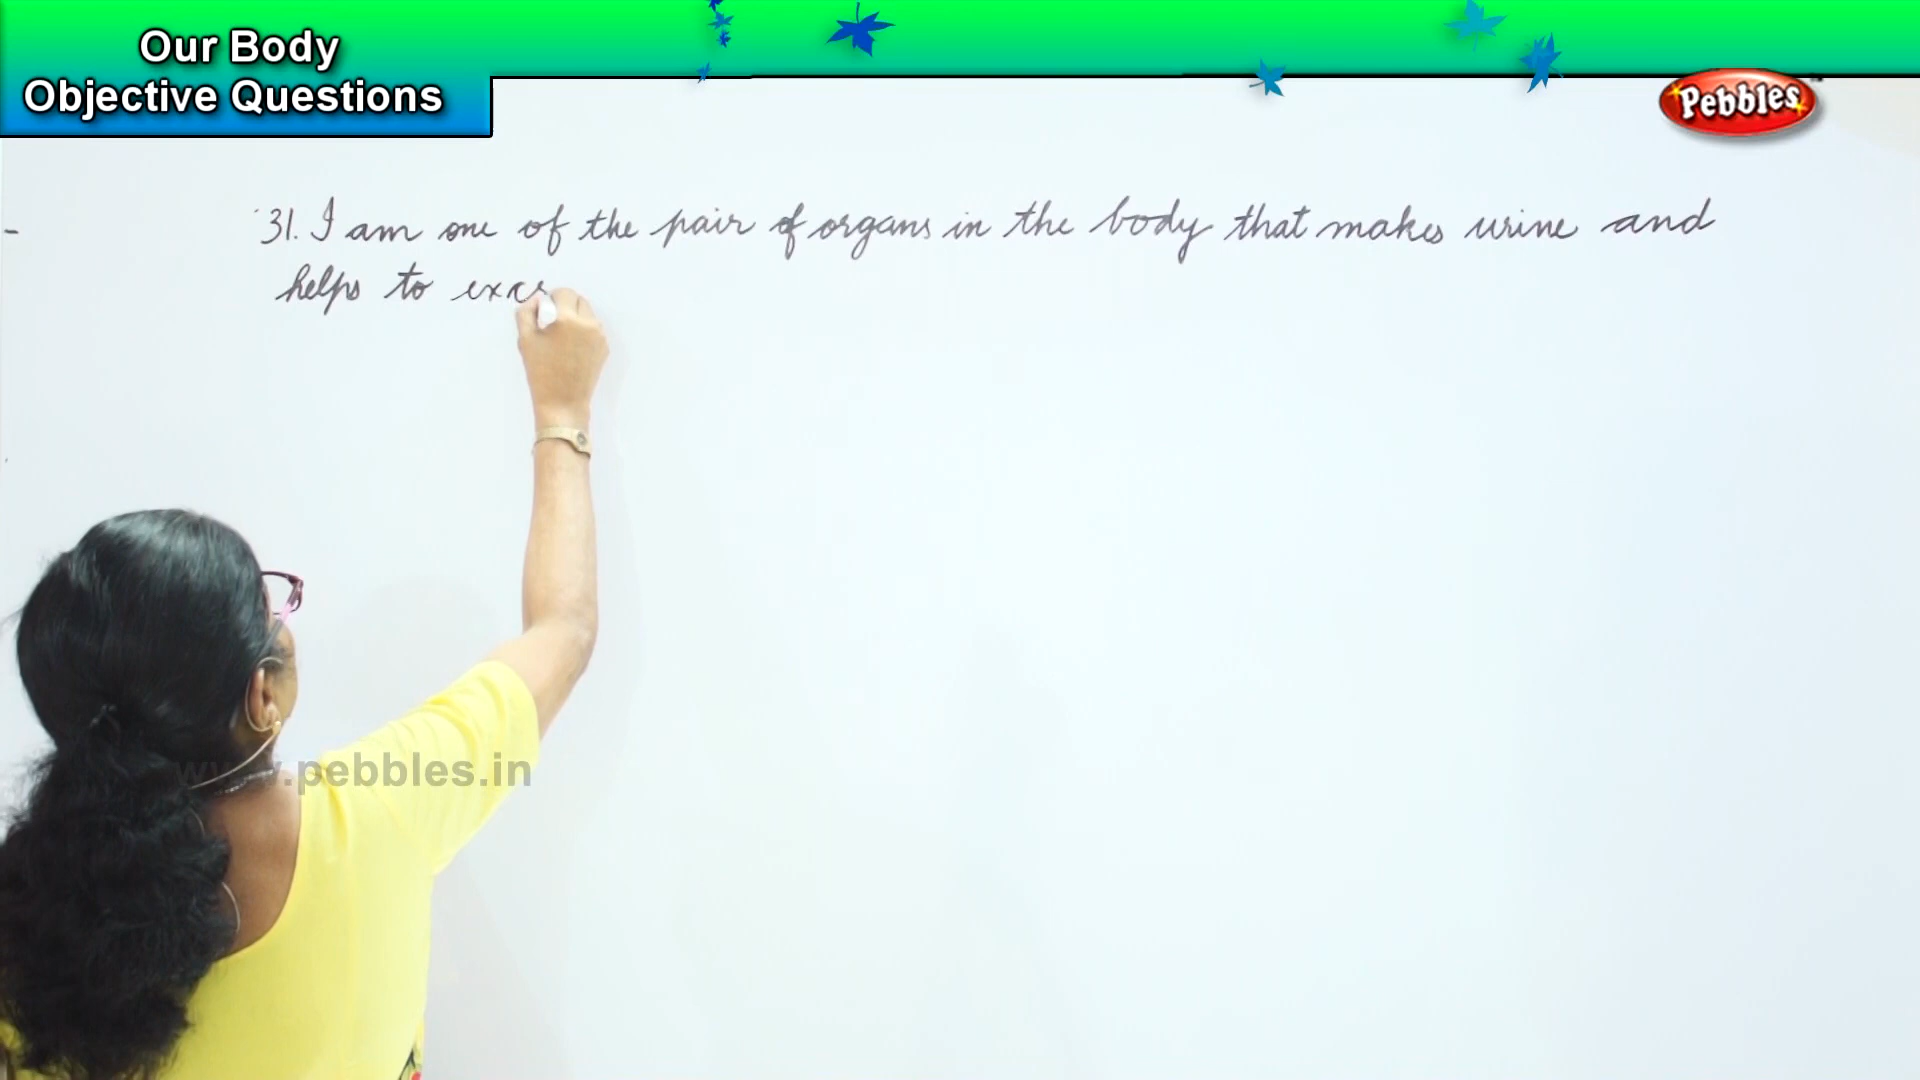 Our Body
Objective Questions
Pebbles
31. I am one of the pair of organs in the body that makes urine and
helps to exc
www.pebbles.in